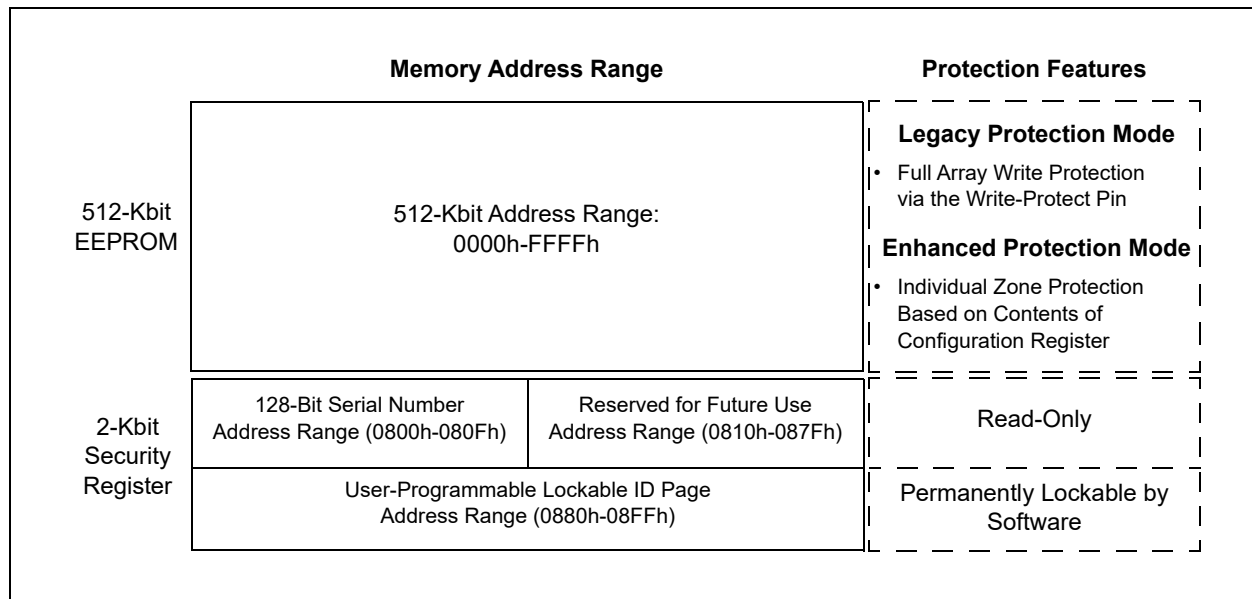 Memory Address Range
Protection Features
512-Kbit
EEPROM
512-Kbit Address Range:
0000h-FFFFh
Legacy Protection Mode
• Full Array Write Protection
via the Write-Protect Pin
Enhanced Protection Mode
• Individual Zone Protection
Based on Contents of
Configuration Register
2-Kbit
Security
Register
128-Bit Serial Number
Address Range (0800h-080Fh)
Reserved for Future Use
Address Range (0810h-087Fh)
Read-Only
User-Programmable Lockable ID Page
Address Range (0880h-08FFh)
Permanently Lockable by
Software